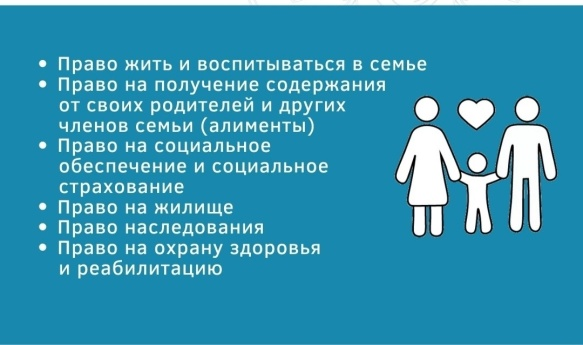 • Право жить и воспитываться в семье
• Право на получение содержания
от своих родителей и других
членов семьи (алименты)
• Право на социальное
обеспечение и социальное
страхование
• Право на жилище
• Право наследования
• Право на охрану здоровья
и реабилитацию